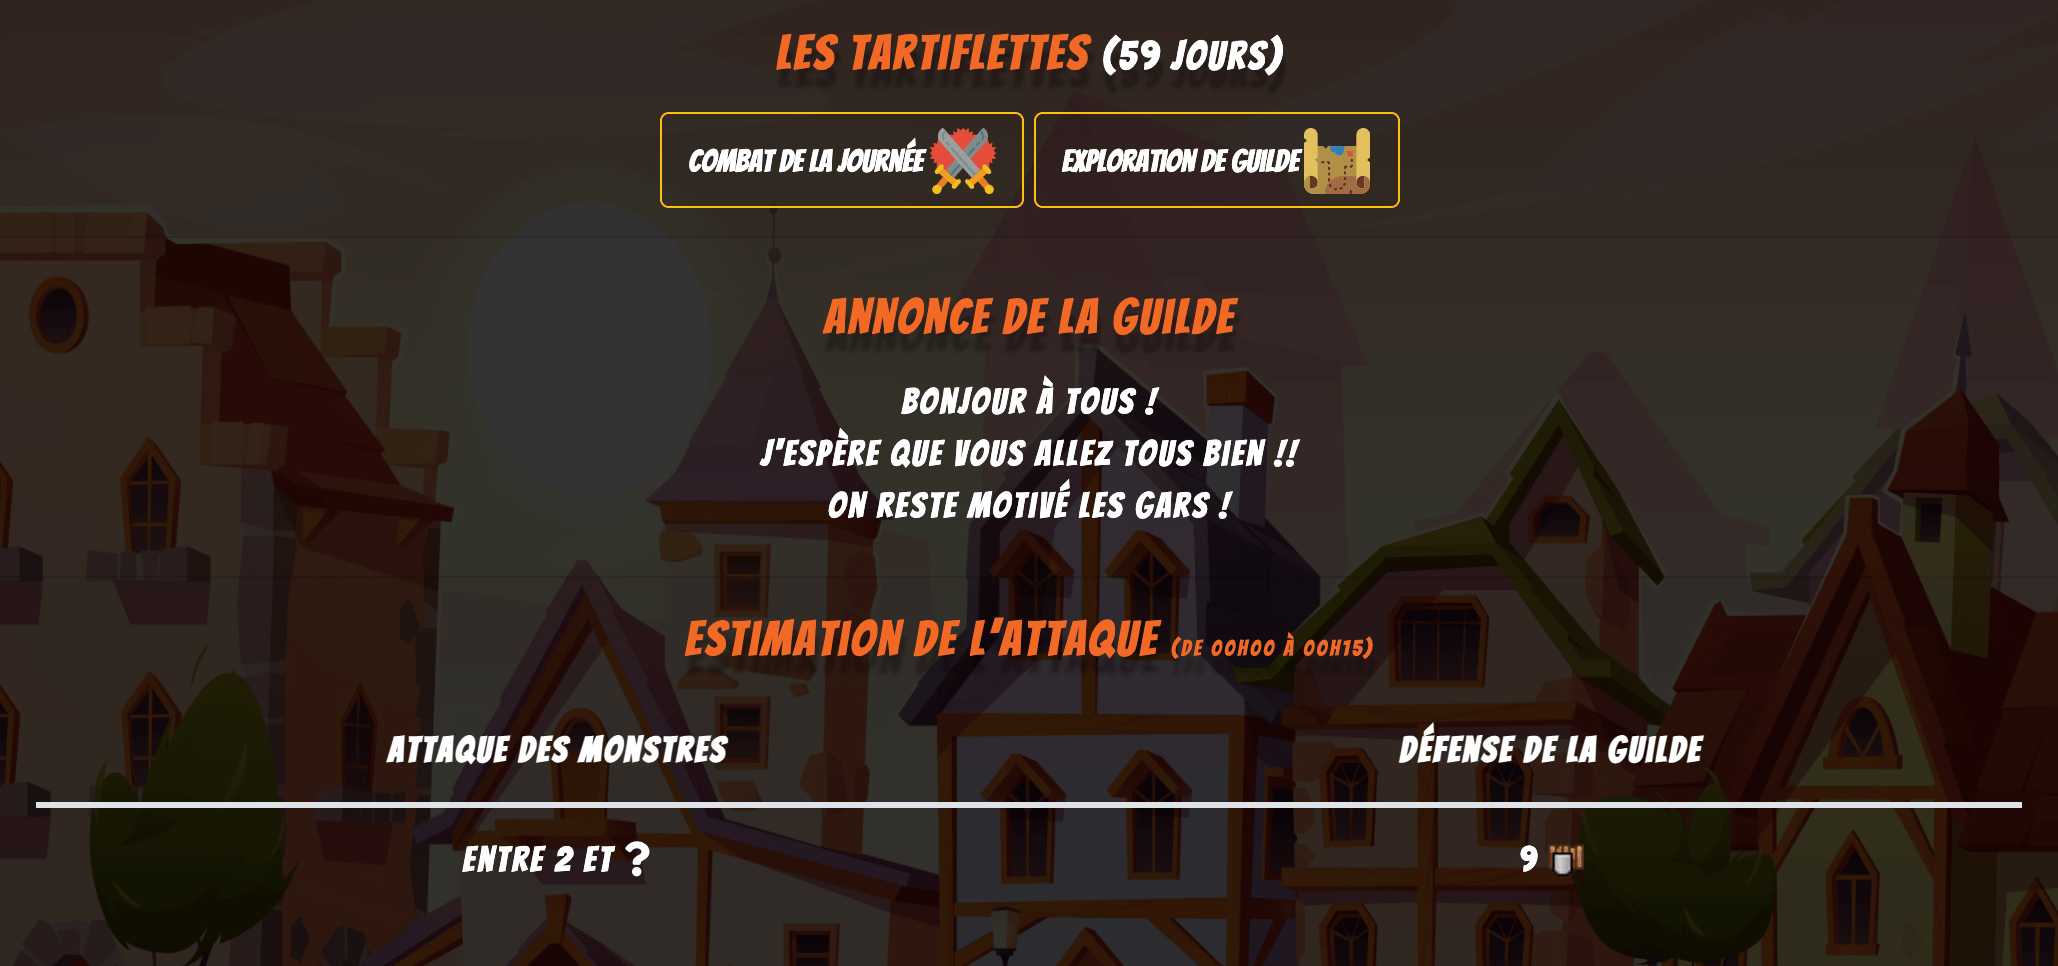 LES TARTIFLETTES (59 JOURS)
COMBAT DE LA JOURNÉE
EXPLORATION DE GUILDE
ANNONCE DE LA GUILDE
BONJOUR À TOUS !
J'ESPÈRE QUE VOUS ALLEZ TOUS BIEN !!
ON RESTE MOTIVÉ LES GARS !
ESTIMATION DE L'ATTAQUE (DE 00H00 À 00H15)
ATTAQUE DES MONSTRES
DÉFENSE DE LA GUILDE
ENTRE 2 ET ?
9